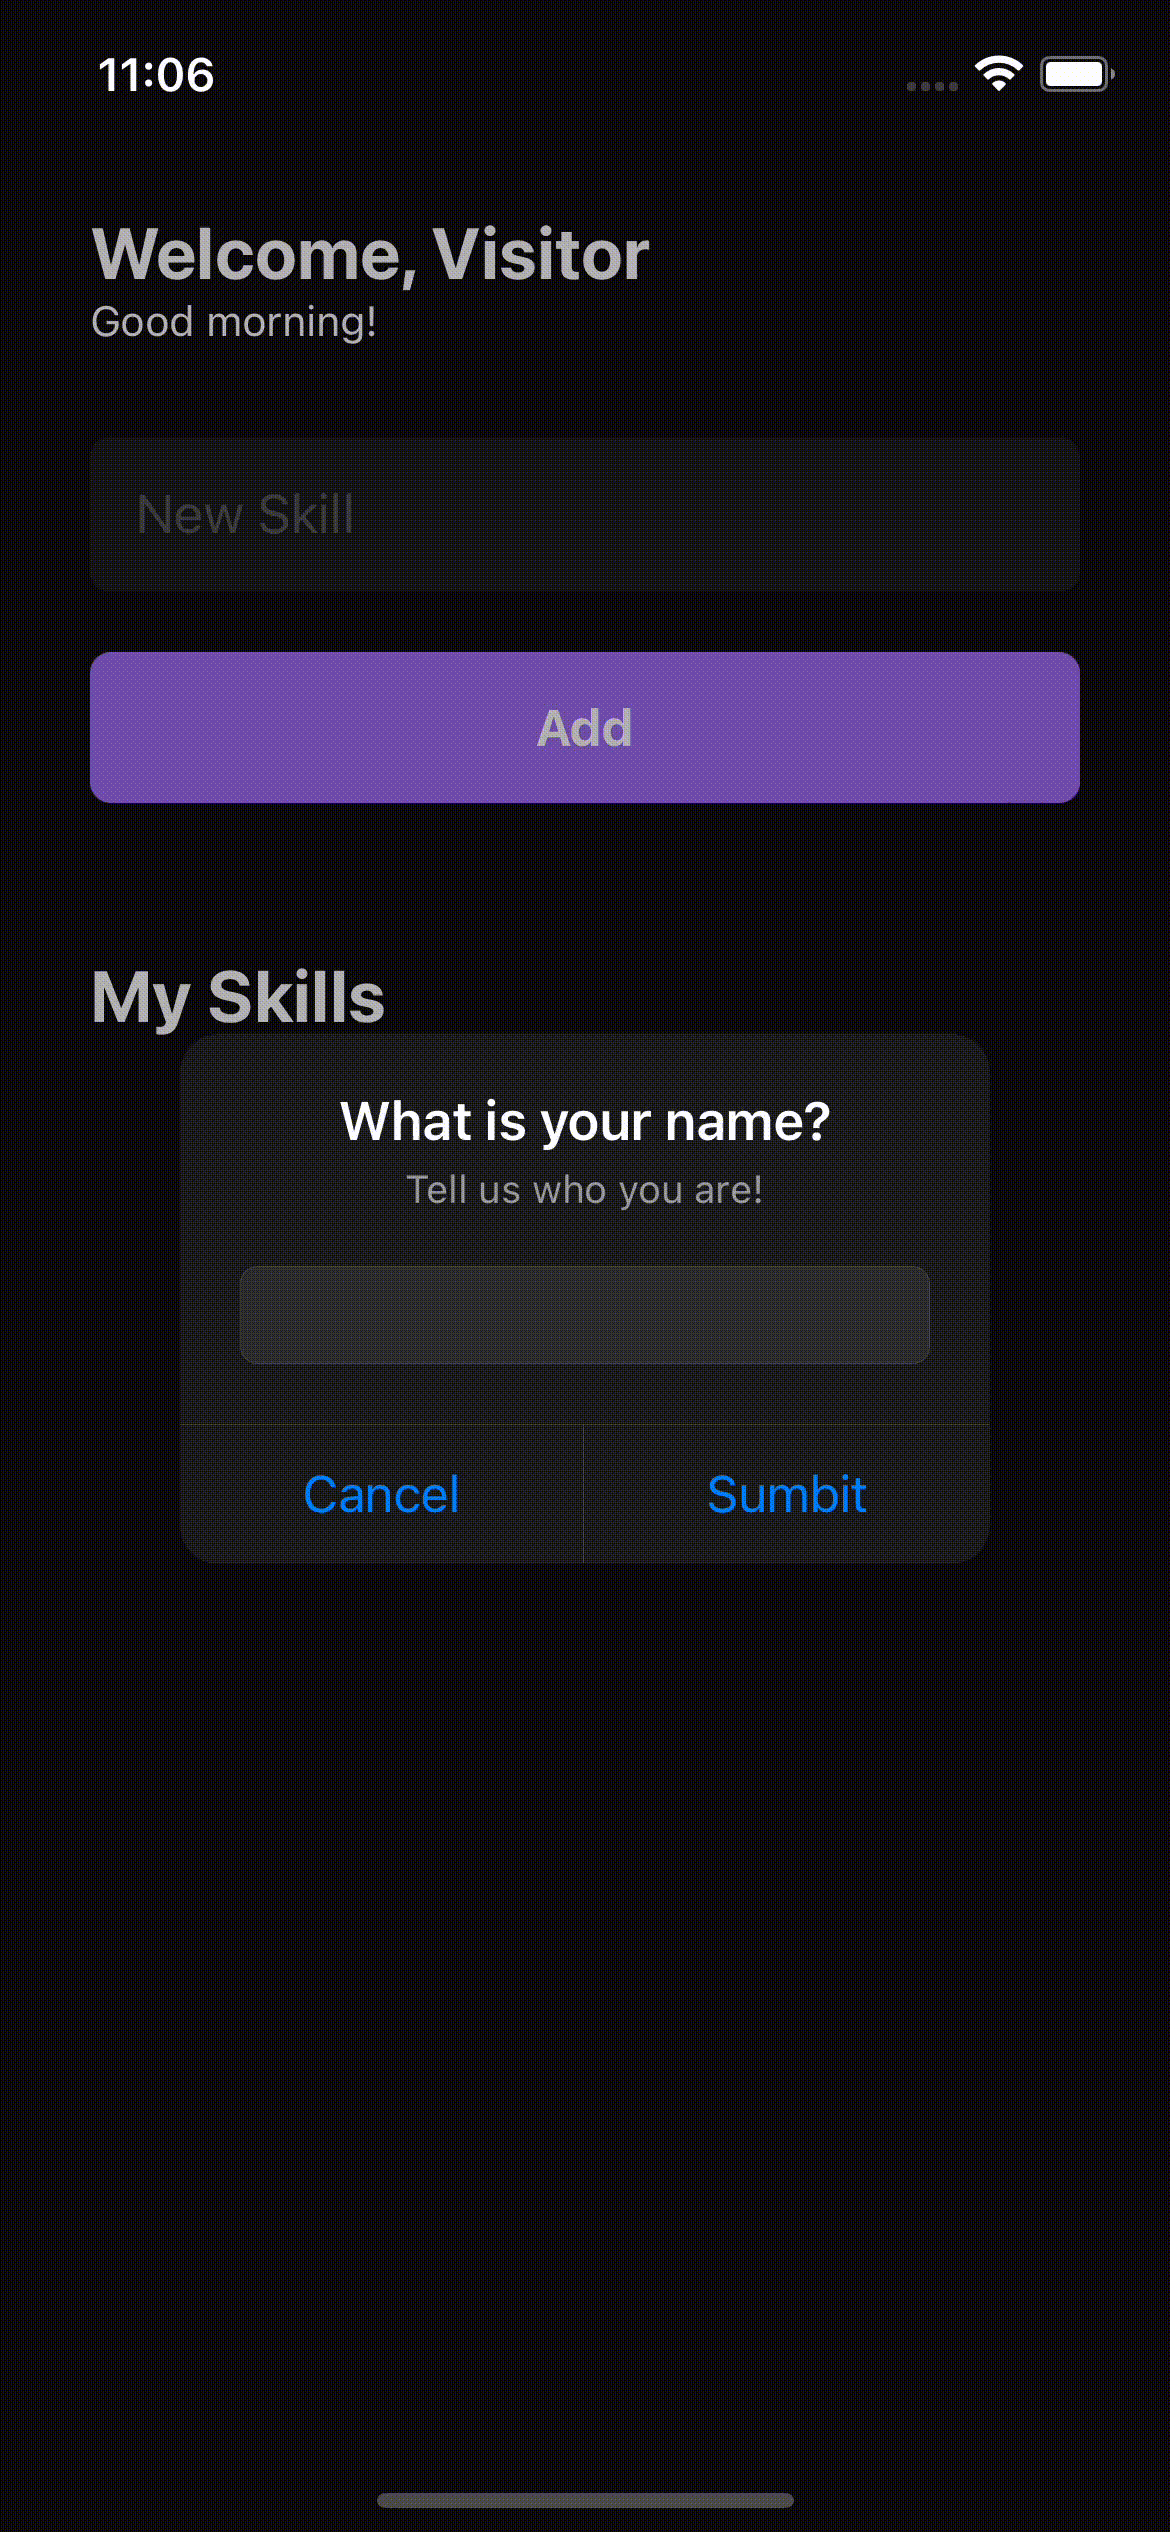 11:06
Welcome, Visitor
Good morning!
New Skill
Add
My Skills
What is your name?
Tell us who you are!
Cancel
Sumbit